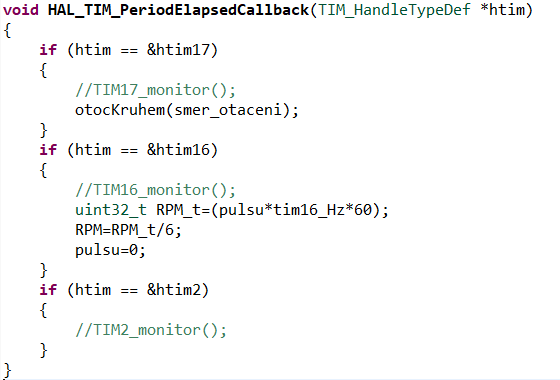 void HAL_TIM_PeriodElapsedCallback(TIM_HandleTypeDef *htim)
{
    if (htim == &htim17)
    {
        //TIM17_monitor();
        otocKruhem(smer_otaceni);
    }
    if (htim == &htim16)
    {
        //TIM16_monitor();
        uint32_t RPM_t=(pulsu*tim16_Hz*60);
        RPM=RPM_t/6;
        pulsu=0;
    }
    if (htim == &htim2)
    {
        //TIM2_monitor();
    }
}